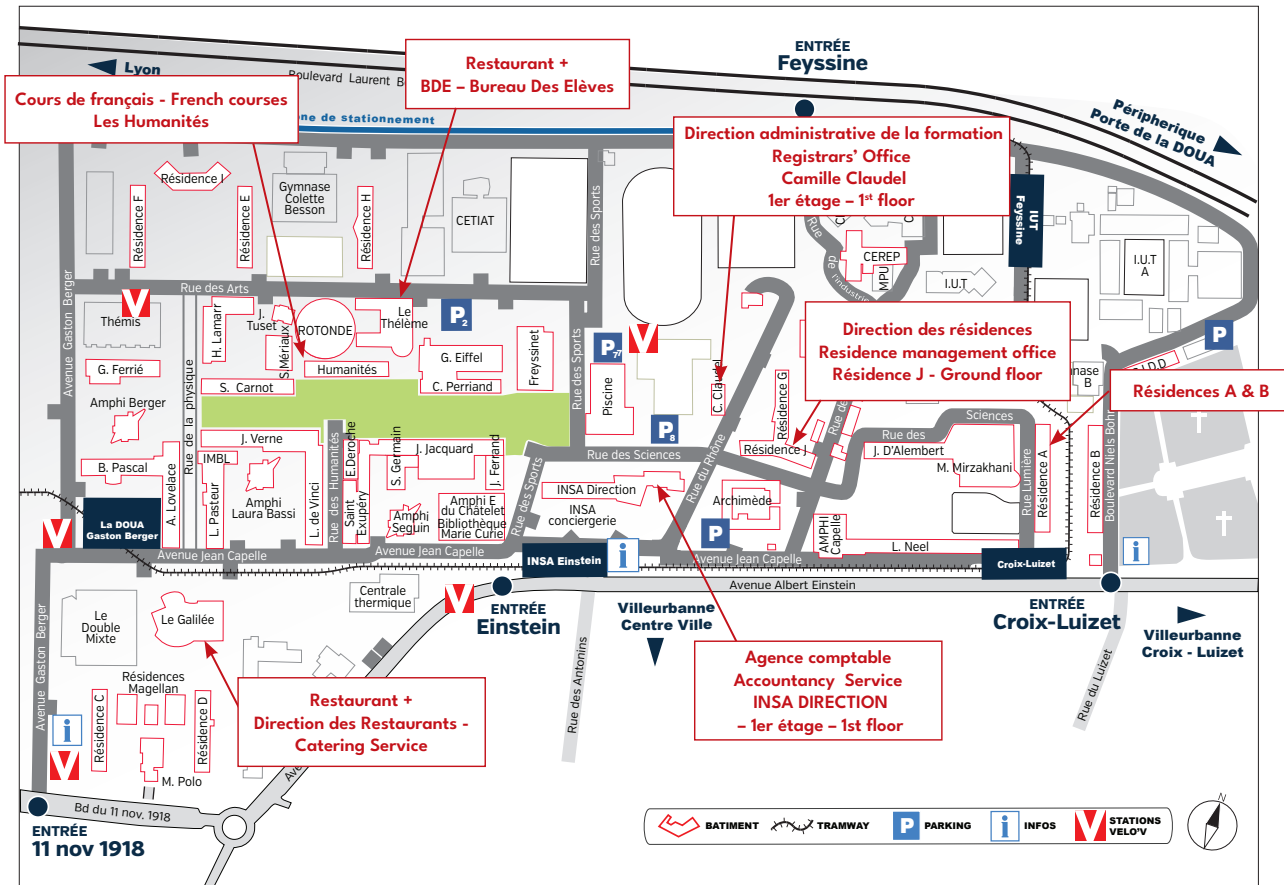 Lyon
Boulevard Laurent B
ENTRÉE
Feyssine
Péripherique
Porte de la DOUA
Restaurant +
BDE – Bureau Des Elèves
Cours de français - French courses
Les Humanités
ne de stationnement
Direction administrative de la formation
Registrars' Office
Camille Claudel
1er étage – 1st floor
Résidence I
Résidence F
Résidence E
Gymnase
Colette
Besson
Résidence H
CETIAT
Rue des Sports
IUT
Feyssine
Rue
de
l'industrie
CEREP
MPU
I.U.T
I.U.T
A
Avenue Gaston Berger
Rue des Arts
V
Thémis
H. Lamarr
J.
Tuset
S. Mériaux
ROTONDE
Le
Thélème
P2
G. Eiffel
Freyssinet
Rue des Sports
P77
V
Direction des résidences
Residence management office
Résidence J - Ground floor
P
G. Ferrié
Humanités
S. Carnot
C. Perriand
Piscine
C. Claudel
Résidence G
nase
B
I.D.D
Résidences A & B
Amphi Berger
Rue de la physique
P8
Rue de
Sciences
Rue des
J. Verne
Rue des Humanités
E.Deroche
S. Germain
J. Jacquard
J. Ferrand
Rue des Sciences
Rue du Rhône
Résidence J
J. D'Alembert
M. Mirzakhani
Rue Lumière
Résidence A
Résidence B
Boulevard Niels Bohr
B. Pascal
A. Lovelace
IMBL
L. Pasteur
Amphi
Laura Bassi
L. de Vinci
Saint
Exupéry
Amphi
Seguin
Amphi E
du Châtelet
Bibliothèque
Marie Curie
Rue des Sports
INSA Direction
INSA
conciergerie
Archimède
P
AMPHI
Capelle
L. Neel
La DOUA
Gaston Berger
V
Avenue Jean Capelle
Avenue Jean Capelle
INSA Einstein
i
Avenue Jean Capelle
Croix-Luizet
i
Avenue Albert Einstein
Centrale
thermique
V
ENTRÉE
Einstein
Villeurbanne
Centre Ville
ENTRÉE
Croix-Luizet
Villeurbanne
Croix - Luizet
Avenue Gaston Berger
Le
Double
Mixte
Le Galilée
Rue des Antonins
Rue du Luizet
Agence comptable
Accountancy Service
INSA DIRECTION
– 1er étage – 1st floor
Résidences
Magellan
Résidence C
Résidence D
M. Polo
Restaurant +
Direction des Restaurants -
Catering Service
i
V
Bd du 11 nov. 1918
ENTRÉE
11 nov 1918
BATIMENT
TRAMWAY
P PARKING
i INFOS
V STATIONS
VELO'V
N